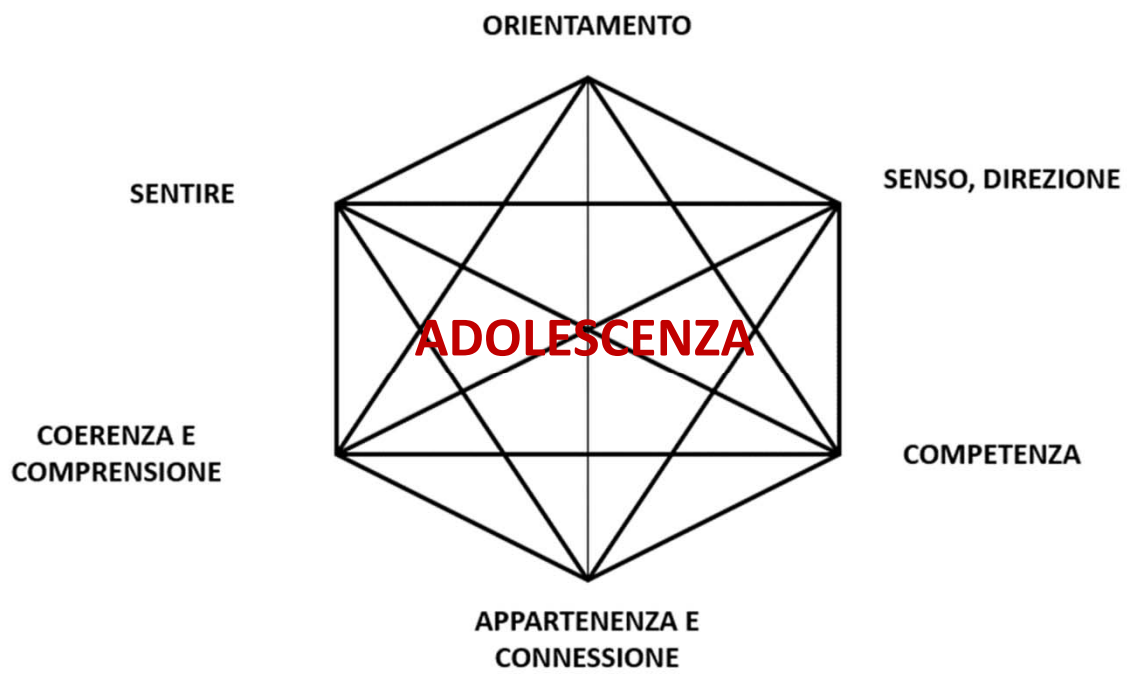 ORIENTAMENTO
SENTIRE
SENSO, DIREZIONE
ADOLESCENZA
COERENZA E
COMPRENSIONE
COMPETENZA
APPARTENENZA E
CONNESSIONE